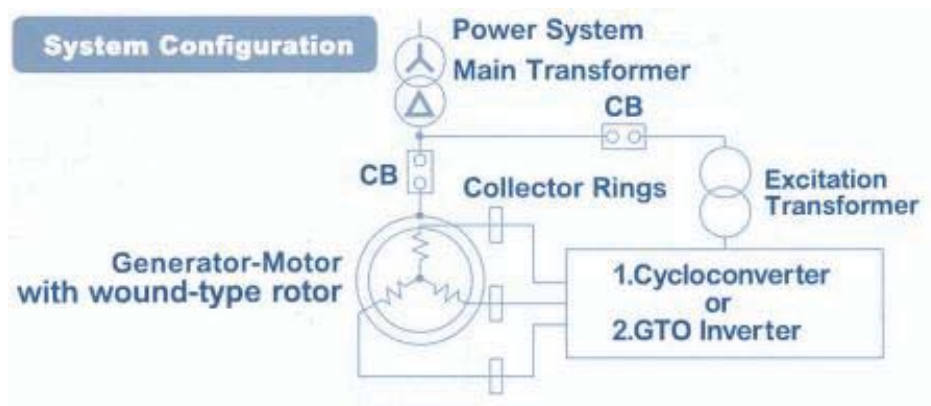 System Configuration
Power System
Main Transformer
CB
CB
Collector Rings
Excitation
Transformer
Generator-Motor
with wound-type rotor
1.Cycloconverter
or
2.GTO Inverter